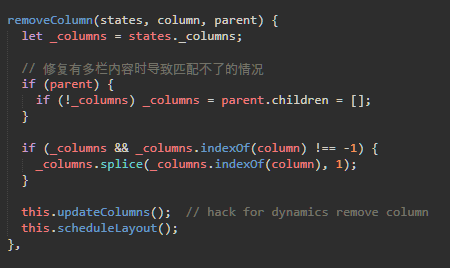 removeColumn(states, column, parent) {
let _columns = states._columns;
// 修复有多栏内容时导致匹配不了的情况
if (parent) {
if (!_columns) _columns = parent.children = [];
}
if (_columns && _columns.indexOf(column) !== -1) {
_columns.splice(_columns.indexOf(column), 1);
}
this.updateColumns();  // hack for dynamics remove column
this.scheduleLayout();
},